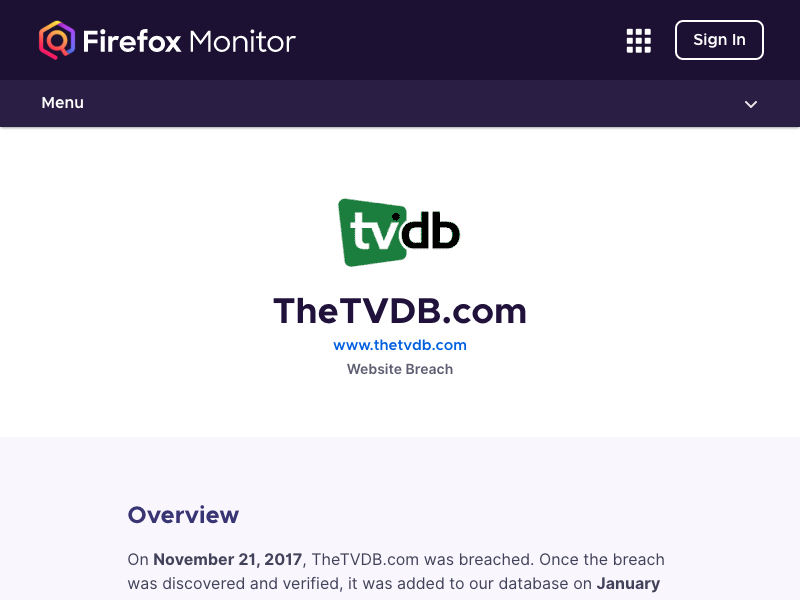 Firefox Monitor
Sign In
Menu
tvdb
TheTVDB.com
www.thetvdb.com
Website Breach
Overview
On November 21, 2017, TheTVDB.com was breached. Once the breach
was discovered and verified, it was added to our database on January